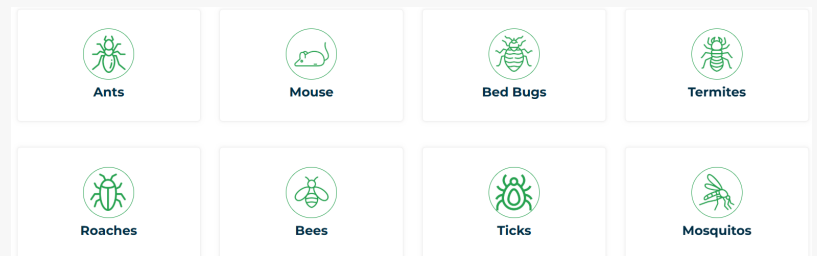 Ants
Mouse
Bed Bugs
Termites
Roaches
Bees
Ticks
Mosquitos